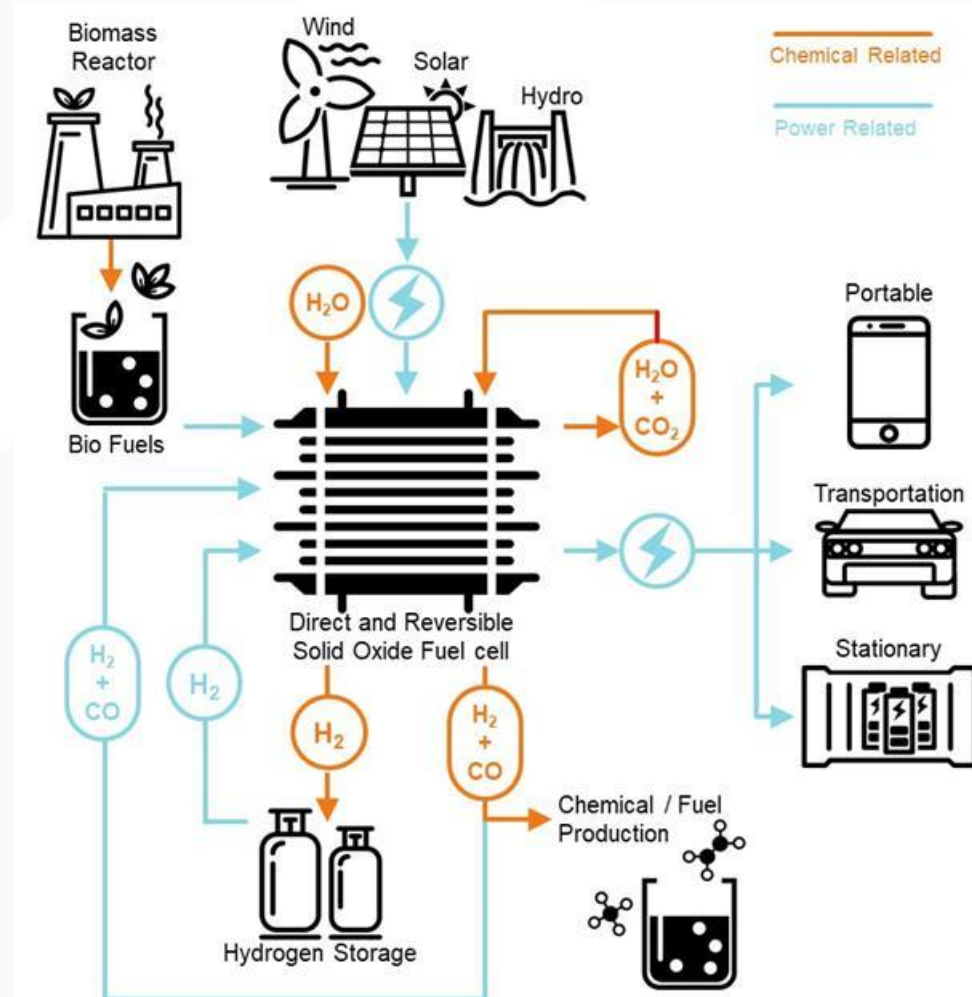 Biomass
Reactor
Wind
Solar
Hydro
Chemical Related
Power Related
H₂O
Portable
H₂O
+
CO₂
Bio Fuels
Transportation
Direct and Reversible
Solid Oxide Fuel cell
Stationary
H₂
+
CO
H₂
H₂
H₂
+
CO
Chemical / Fuel
Production
Hydrogen Storage